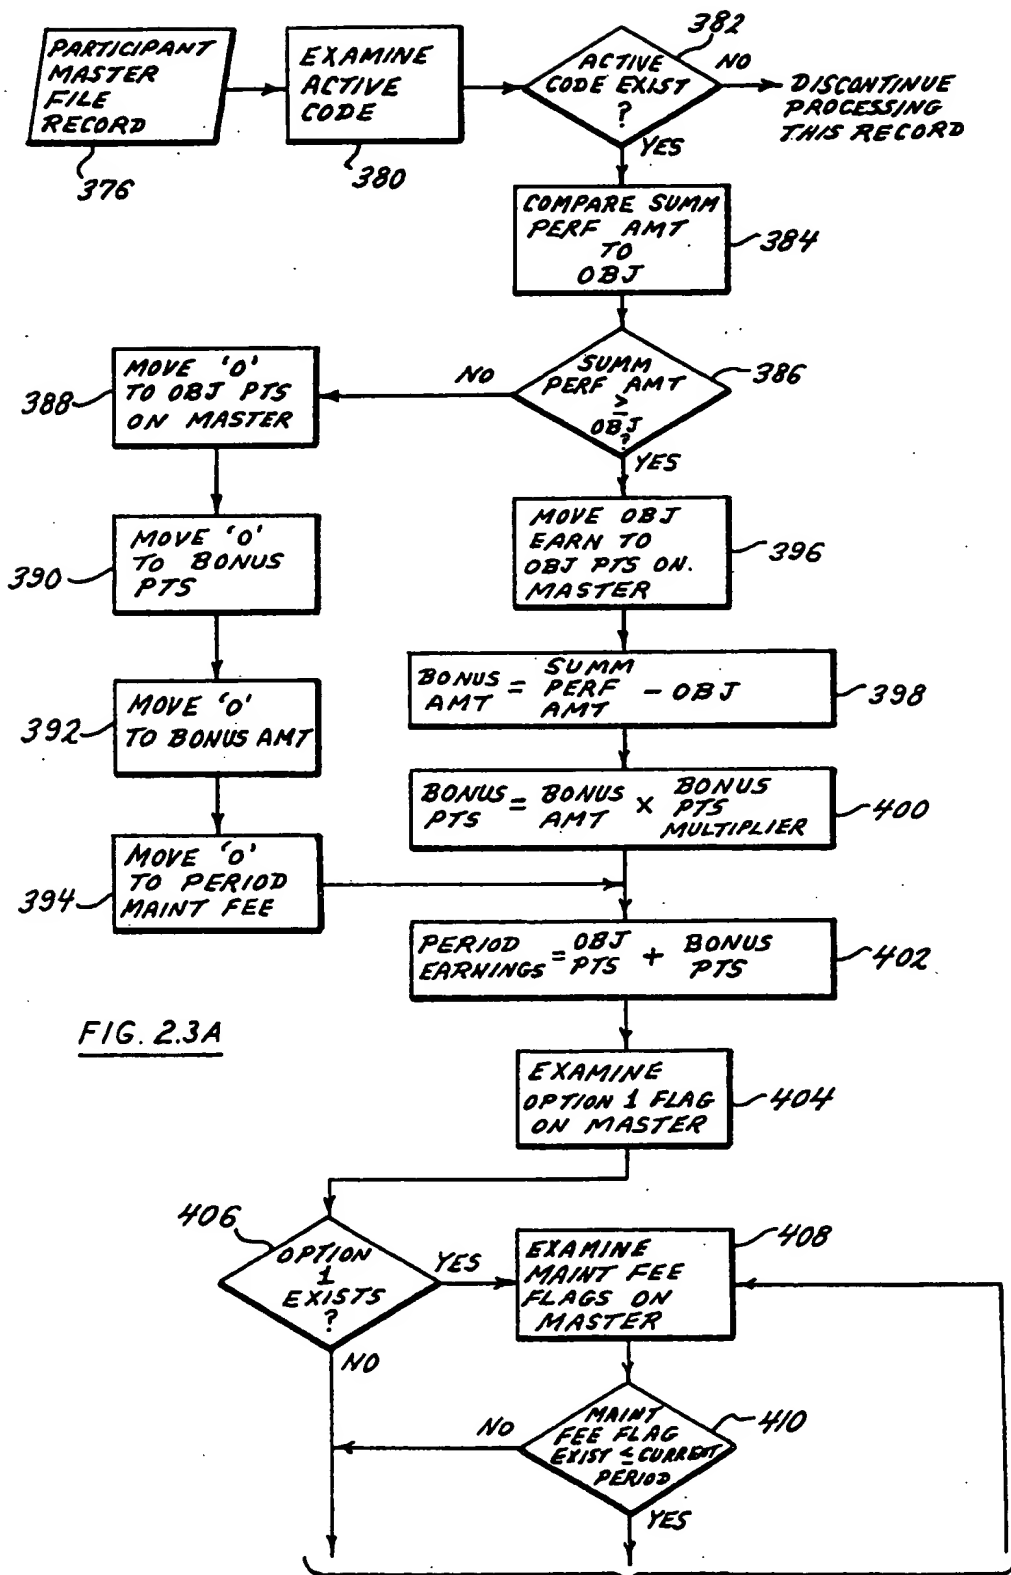 PARTICIPANT
MASTER
FILE
RECORD
376
EXAMINE
ACTIVE
CODE
380
382
ACTIVE
CODE EXIST
?
NO
DISCONTINUE
PROCESSING
THIS RECORD
YES
COMPARE SUMM
PERF AMT
TO
OBJ
384
SUMM
PERF AMT
≥
OBJ
?
386
NO
YES
MOVE '0'
TO OBJ PTS
ON MASTER
388
MOVE '0'
TO BONUS
PTS
390
MOVE '0'
TO BONUS AMT
392
MOVE '0'
TO PERIOD
MAINT FEE
394
MOVE OBJ
EARN TO
OBJ PTS ON.
MASTER
396
BONUS AMT = SUMM PERF AMT - OBJ
398
BONUS PTS = BONUS AMT X BONUS PTS MULTIPLIER
400
PERIOD EARNINGS = OBJ PTS + BONUS PTS
402
FIG. 2.3A
EXAMINE
OPTION 1 FLAG
ON MASTER
404
406
OPTION
1
EXISTS
?
YES
NO
EXAMINE
MAINT FEE
FLAGS ON
MASTER
408
MAINT
FEE FLAG
EXIST ≤ CURRENT
PERIOD
410
NO
YES